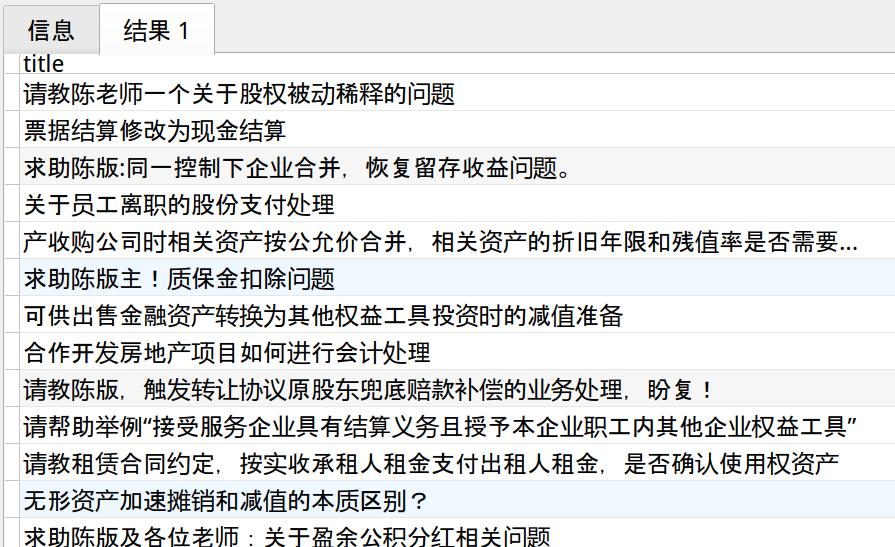 信息 结果 1
title
请教陈老师一个关于股权被动稀释的问题
票据结算修改为现金结算
求助陈版:同一控制下企业合并，恢复留存收益问题。
关于员工离职的股份支付处理
产收购公司时相关资产按公允价合并，相关资产的折旧年限和残值率是否需要...
求助陈版主！质保金扣除问题
可供出售金融资产转换为其他权益工具投资时的减值准备
合作开发房地产项目如何进行会计处理
请教陈版，触发转让协议原股东兜底赔款补偿的业务处理，盼复！
请帮助举例“接受服务企业具有结算义务且授予本企业职工内其他企业权益工具”
请教租赁合同约定，按实收承租人租金支付出租人租金，是否确认使用权资产
无形资产加速摊销和减值的本质区别？
求助陈版及各位老师：关于盈余公积分红相关问题